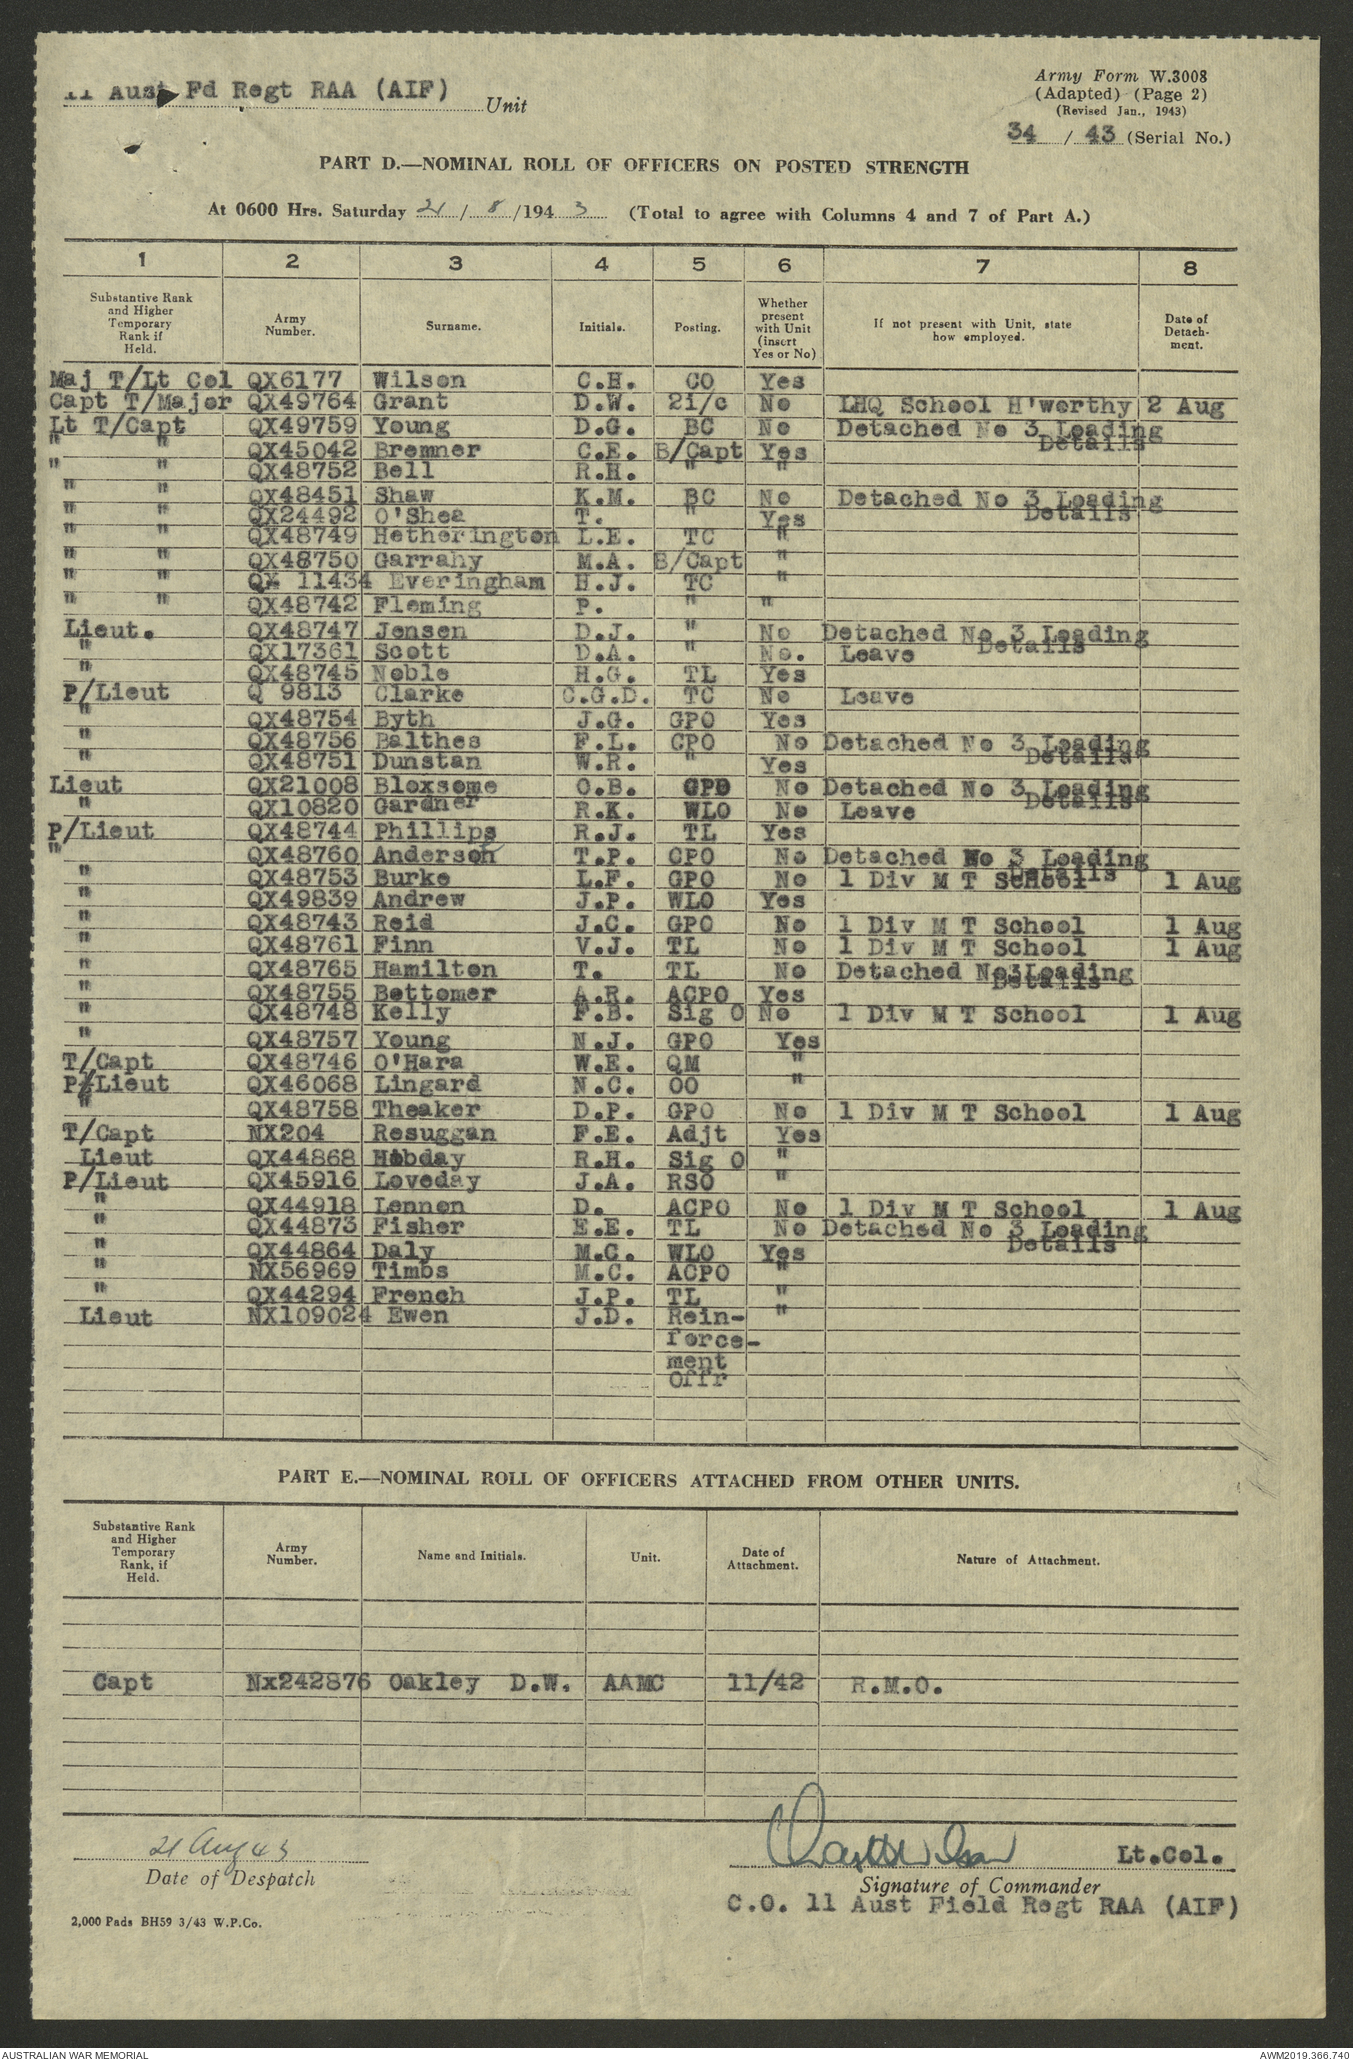 11 Aust Fd Regt RAA (AIF) Unit
Army Form W.3008
(Adapted) (Page 2)
(Revised Jan., 1943)
34 / 43 (Serial No.)
PART D.—NOMINAL ROLL OF OFFICERS ON POSTED STRENGTH
At 0600 Hrs. Saturday 21 / 8 /194 3 (Total to agree with Columns 4 and 7 of Part A.)
1 2 3 4 5 6 7 8
Substantive Rank and Higher Temporary Rank if Held. Army Number. Surname. Initials. Posting. Whether present with Unit (insert Yes or No) If not present with Unit, state how employed. Date of Detach-ment.
Maj T/Lt Col QX6177 Wilson C.H. CO Yes
Capt T/Major QX49764 Grant D.W. 2i/c No LHQ School H'worthy 2 Aug
Lt T/Capt QX49759 Young D.G. BC No Detached No 3 Loading Details
" " QX45042 Bremner C.E. B/Capt Yes
" " QX48752 Bell R.H. " "
" " QX48451 Shaw K.M. BC No Detached No 3 Loading Details
" " QX24492 O'Shea T. " Yes
" " QX48749 Hetherington L.E. TC "
" " QX48750 Garrahy M.A. B/Capt "
" " QX 11434 Everingham H.J. TC "
" " QX48742 Fleming P. " "
Lieut. QX48747 Jensen D.J. " No Detached No 3 Loading Details
" QX17361 Scott D.A. " No. Leave
" QX48745 Noble H.G. TL Yes
P/Lieut Q 9813 Clarke C.G.D. TC No Leave
" QX48754 Byth J.G. GPO Yes
" QX48756 Balthes F.L. CPO No Detached No 3 Loading Details
" QX48751 Dunstan W.R. " Yes
Lieut QX21008 Bloxsome O.B. GPO No Detached No 3 Loading Details
" QX10820 Gardner R.K. WLO No Leave
P/Lieut QX48744 Phillips R.J. TL Yes
" QX48760 Anderson T.P. CPO No Detached No 3 Loading Details
" QX48753 Burke L.F. GPO No 1 Div M T School 1 Aug
" QX49839 Andrew J.P. WLO Yes
" QX48743 Reid J.C. GPO No 1 Div M T School 1 Aug
" QX48761 Finn V.J. TL No 1 Div M T School 1 Aug
" QX48765 Hamilton T. TL No Detached No3Loading Details
" QX48755 Bottomer A.R. ACPO Yes
" QX48748 Kelly F.B. Sig O No 1 Div M T School 1 Aug
" QX48757 Young N.J. GPO Yes
T/Capt QX48746 O'Hara W.E. QM "
P/Lieut QX46068 Lingard N.C. OO "
" QX48758 Theaker D.P. GPO No 1 Div M T School 1 Aug
T/Capt NX204 Resuggan F.E. Adjt Yes
Lieut QX44868 Hobday R.H. Sig O "
P/Lieut QX45916 Loveday J.A. RSO "
" QX44918 Lennon D. ACPO No 1 Div M T School 1 Aug
" QX44873 Fisher E.E. TL No Detached No 3 Loading Details
" QX44864 Daly M.C. WLO Yes
" NX56969 Timbs M.C. ACPO "
" QX44294 French J.P. TL "
Lieut NX109024 Ewen J.D. Rein- "
force-
ment
Offr
PART E.—NOMINAL ROLL OF OFFICERS ATTACHED FROM OTHER UNITS.
Substantive Rank and Higher Temporary Rank, if Held. Army Number. Name and Initials. Unit. Date of Attachment. Nature of Attachment.
Capt Nx242876 Oakley D.W. AAMC 11/42 R.M.O.
21 Aug 43
Date of Despatch
Lt.Col.
Signature of Commander
C.O. 11 Aust Field Regt RAA (AIF)
2,000 Pads BH59 3/43 W.P.Co.
AUSTRALIAN WAR MEMORIAL
AWM2019.366.740